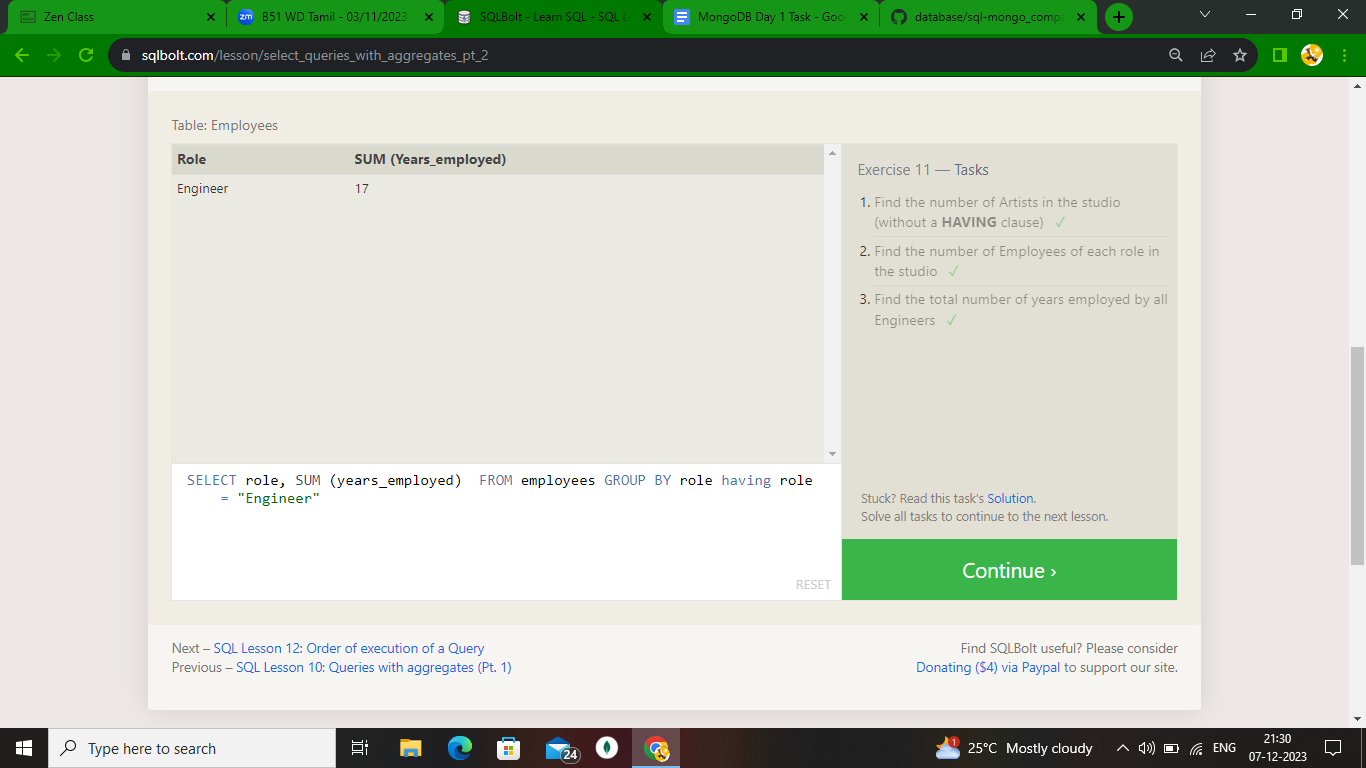 Zen Class
zm B51 WD Tamil - 03/11/2023
SQLBolt - Learn SQL - SQL L
MongoDB Day 1 Task - Goo
database/sql-mongo_comp
sqlbolt.com/lesson/select_queries_with_aggregates_pt_2
Table: Employees
Role SUM (Years_employed)
Engineer 17
SELECT role, SUM (years_employed)  FROM employees GROUP BY role having role
= "Engineer"
RESET
Exercise 11 — Tasks
1. Find the number of Artists in the studio
(without a HAVING clause) ✓
2. Find the number of Employees of each role in
the studio ✓
3. Find the total number of years employed by all
Engineers ✓
Stuck? Read this task's Solution.
Solve all tasks to continue to the next lesson.
Continue ›
Next – SQL Lesson 12: Order of execution of a Query
Previous – SQL Lesson 10: Queries with aggregates (Pt. 1)
Find SQLBolt useful? Please consider
Donating ($4) via Paypal to support our site.
Type here to search
24
1
25°C Mostly cloudy
ENG
21:30
07-12-2023